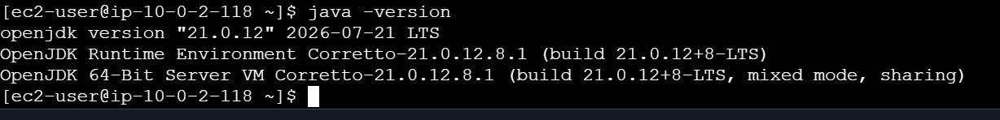 [ec2-user@ip-10-0-2-118 ~]$ java -version
openjdk version "21.0.12" 2026-07-21 LTS
OpenJDK Runtime Environment Corretto-21.0.12.8.1 (build 21.0.12+8-LTS)
OpenJDK 64-Bit Server VM Corretto-21.0.12.8.1 (build 21.0.12+8-LTS, mixed mode, sharing)
[ec2-user@ip-10-0-2-118 ~]$